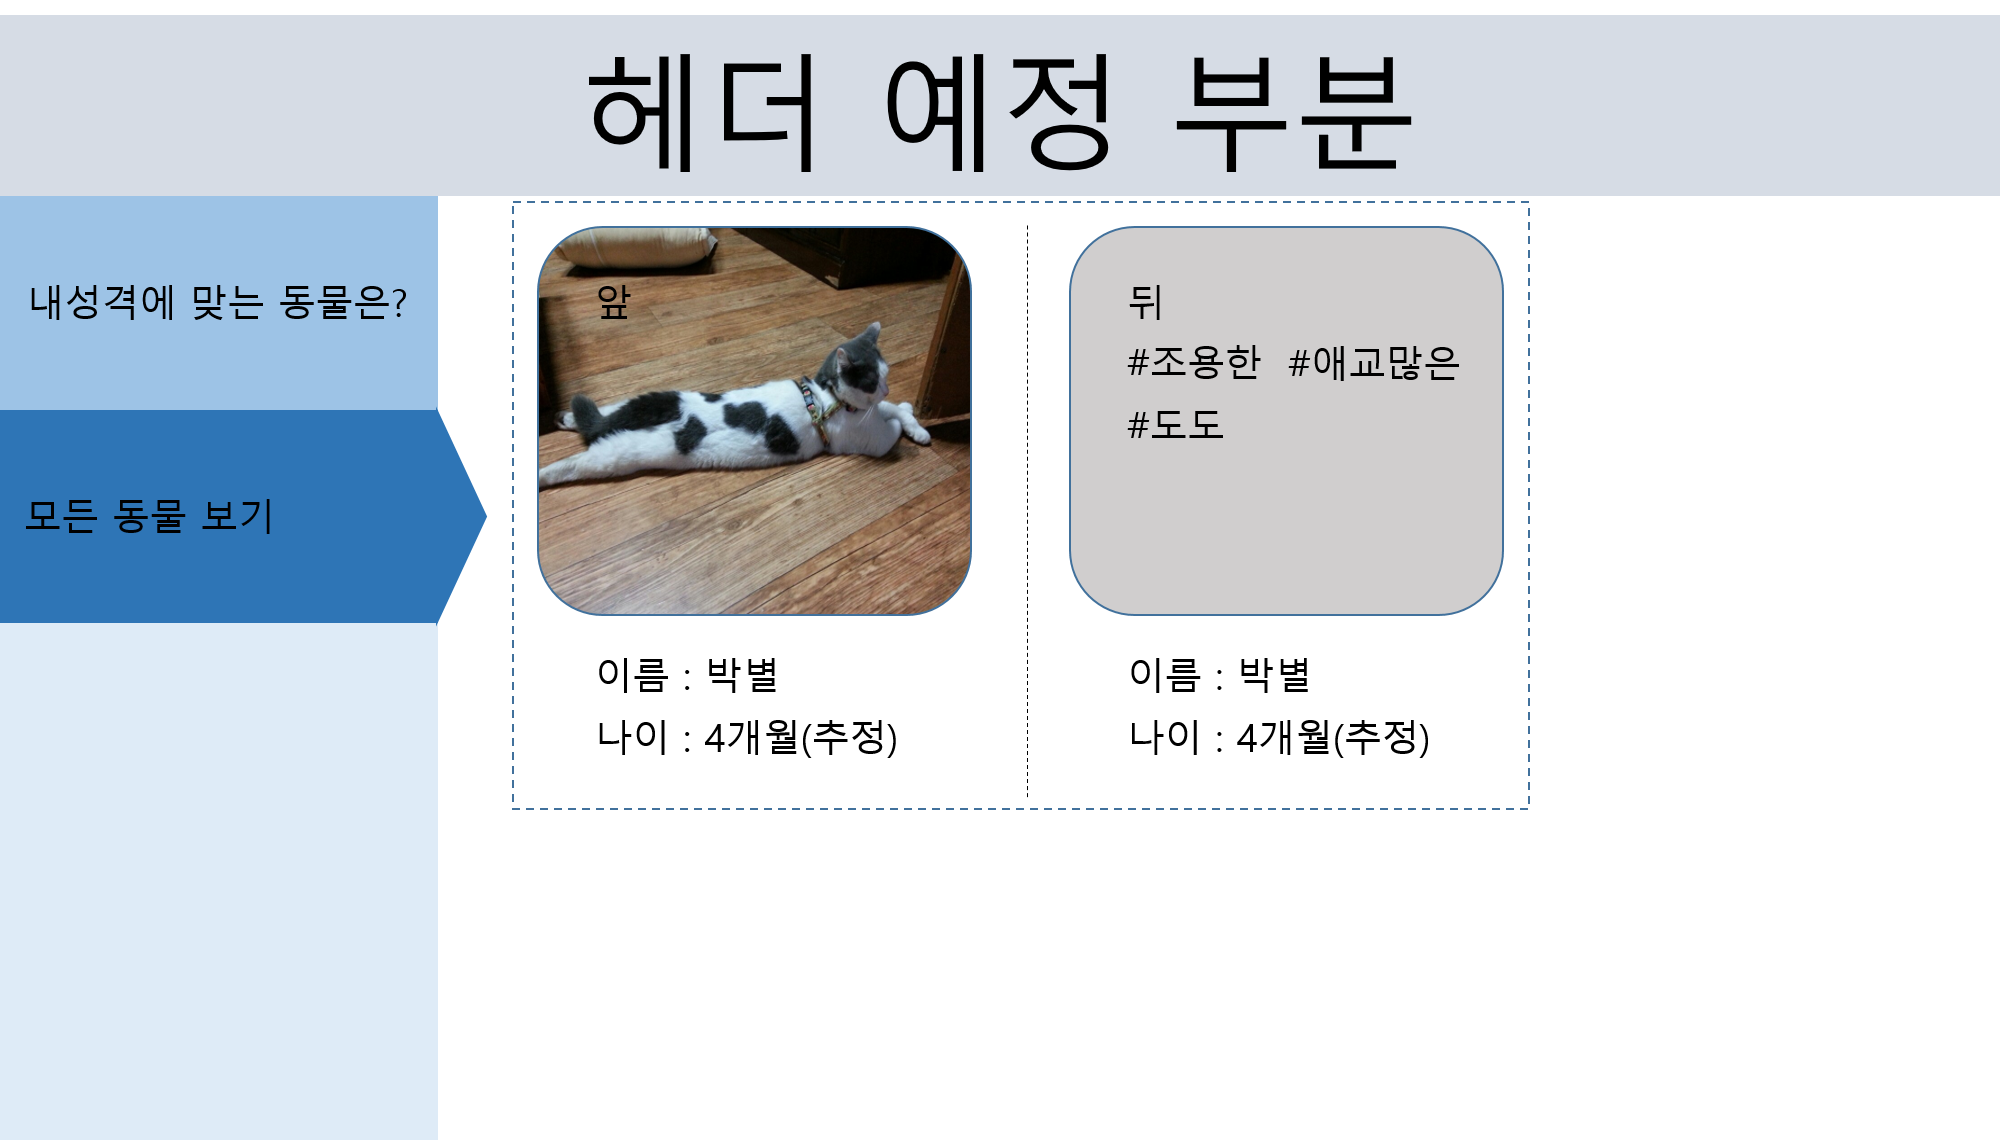 헤더 예정 부분
내성격에 맞는 동물은?
모든 동물 보기
앞
이름 : 박별
나이 : 4개월(추정)
뒤
#조용한 #애교많은
#도도
이름 : 박별
나이 : 4개월(추정)